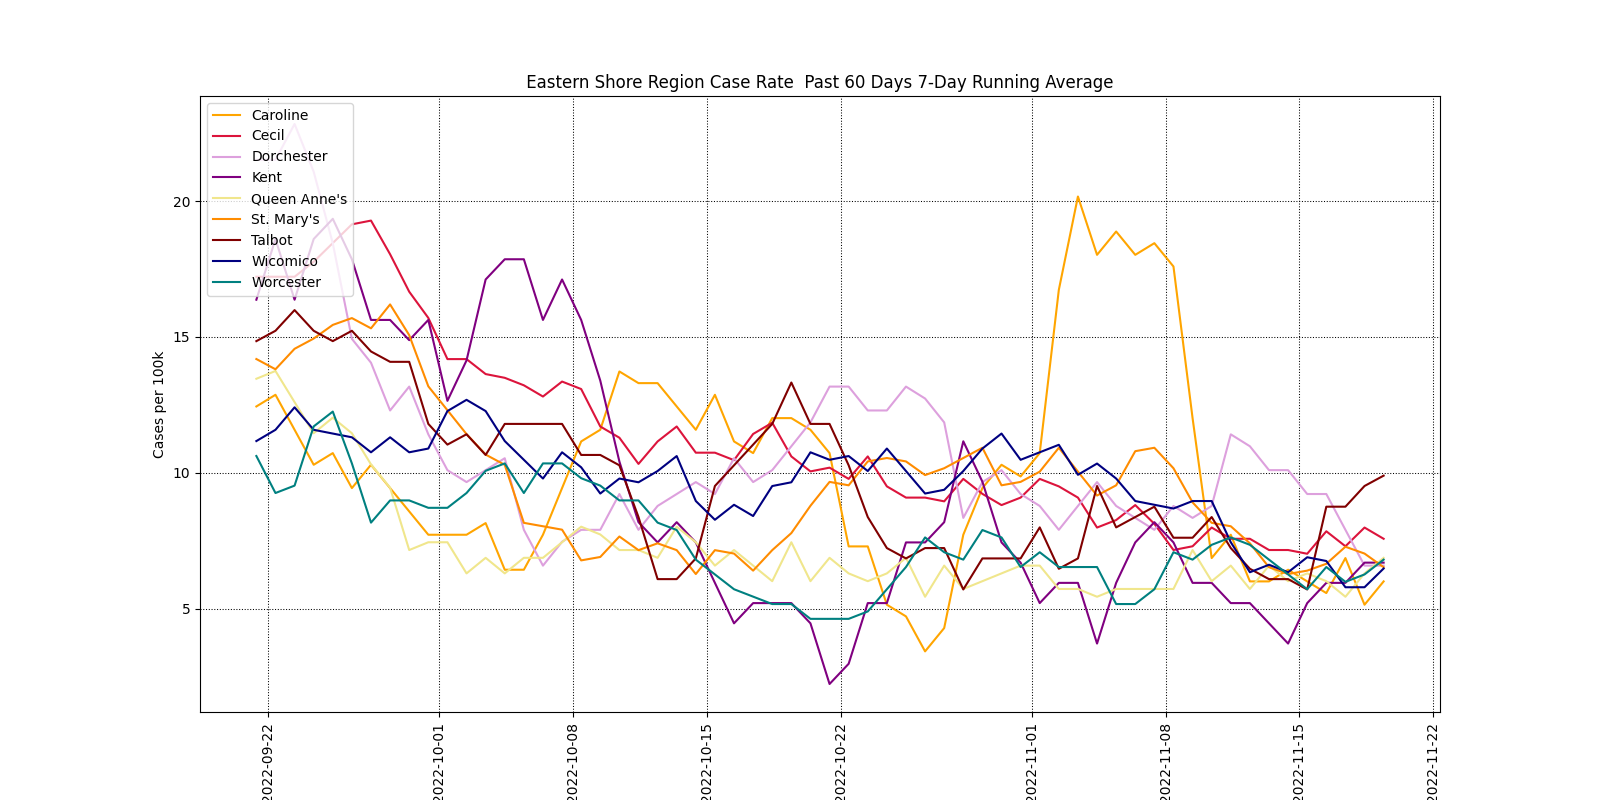 Eastern Shore Region Case Rate  Past 60 Days 7-Day Running Average
Caroline
Cecil
Dorchester
Kent
Queen Anne's
St. Mary's
Talbot
Wicomico
Worcester
Cases per 100k
20
15
10
5
2022-09-22
2022-10-01
2022-10-08
2022-10-15
2022-10-22
2022-11-01
2022-11-08
2022-11-15
2022-11-22